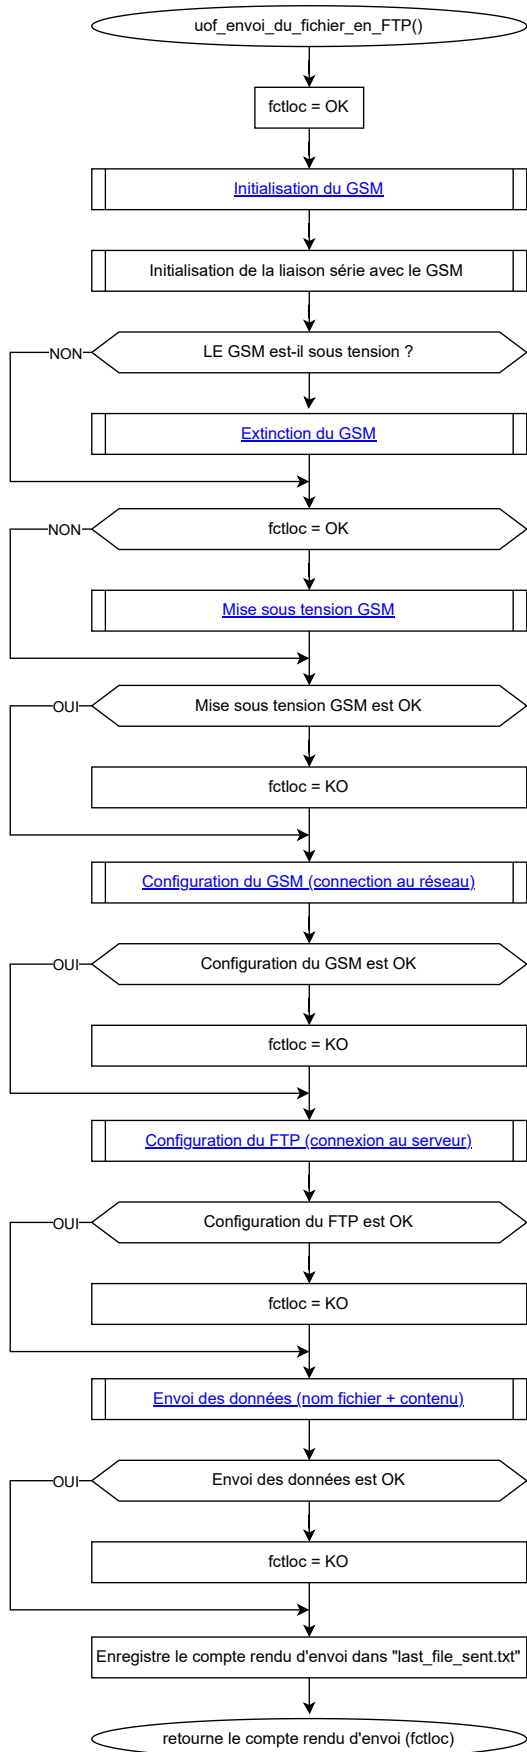 uof_envoi_du_fichier_en_FTP()
fctloc = OK
Initialisation du GSM
Initialisation de la liaison série avec le GSM
NON
LE GSM est-il sous tension ?
Extinction du GSM
NON
fctloc = OK
Mise sous tension GSM
OUI
Mise sous tension GSM est OK
fctloc = KO
Configuration du GSM (connection au réseau)
OUI
Configuration du GSM est OK
fctloc = KO
Configuration du FTP (connexion au serveur)
OUI
Configuration du FTP est OK
fctloc = KO
Envoi des données (nom fichier + contenu)
OUI
Envoi des données est OK
fctloc = KO
Enregistre le compte rendu d'envoi dans "last_file_sent.txt"
retourne le compte rendu d'envoi (fctloc)